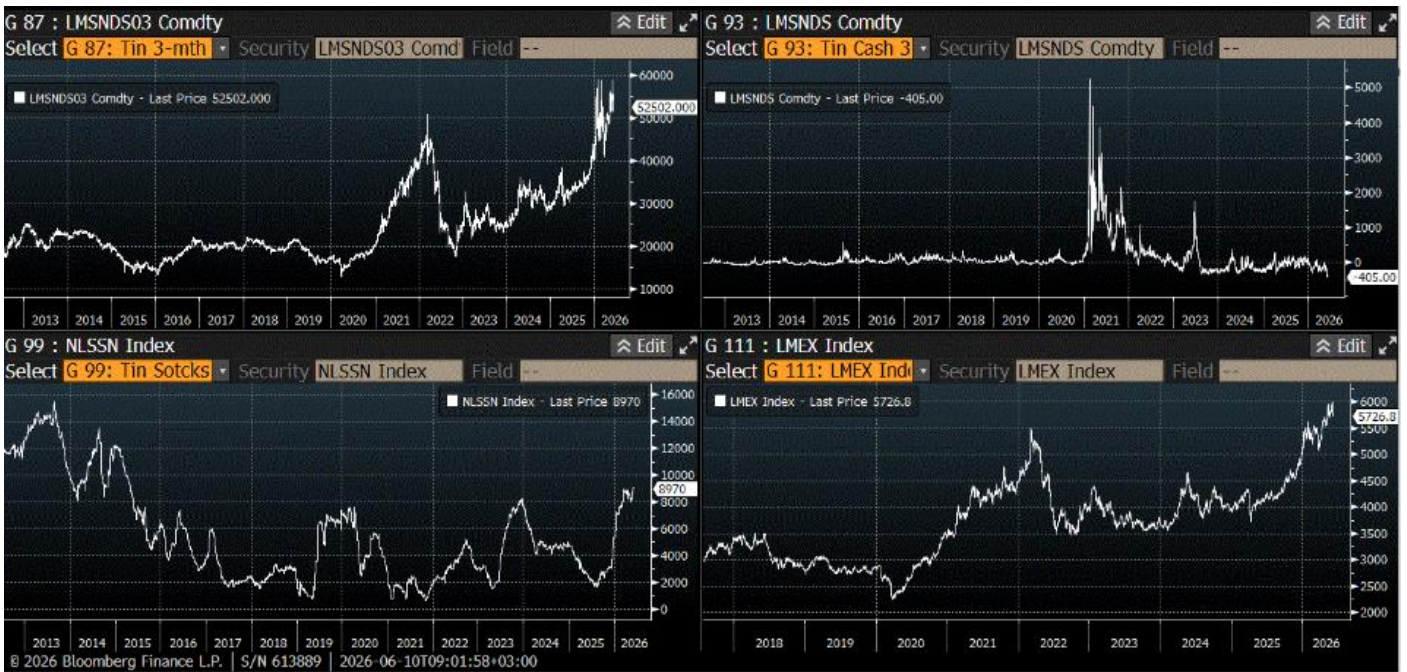 G 87 : LMSNDS03 Comdty
Edit
Select G 87: Tin 3-mth Security LMSNDS03 Comd Field --
LMSNDS03 Comdty - Last Price 52502.000
60000
52502.000
50000
40000
30000
20000
10000
2013 2014 2015 2016 2017 2018 2019 2020 2021 2022 2023 2024 2025 2026
G 93 : LMSNDS Comdty
Edit
Select G 93: Tin Cash 3 Security LMSNDS Comdty Field --
LMSNDS Comdty - Last Price -405.00
5000
4000
3000
2000
1000
0
-405.00
2013 2014 2015 2016 2017 2018 2019 2020 2021 2022 2023 2024 2025 2026
G 99 : NLSSN Index
Edit
Select G 99: Tin Sotcks Security NLSSN Index Field --
NLSSN Index - Last Price 8970
16000
14000
12000
10000
8970
8000
6000
4000
2000
0
2013 2014 2015 2016 2017 2018 2019 2020 2021 2022 2023 2024 2025 2026
G 111 : LMEX Index
Edit
Select G 111: LMEX Ind Security LMEX Index Field --
LMEX Index - Last Price 5726.8
6000
5726.8
5500
5000
4500
4000
3500
3000
2500
2000
2018 2019 2020 2021 2022 2023 2024 2025 2026
© 2026 Bloomberg Finance L.P. | S/N 613889 | 2026-06-10T09:01:58+03:00